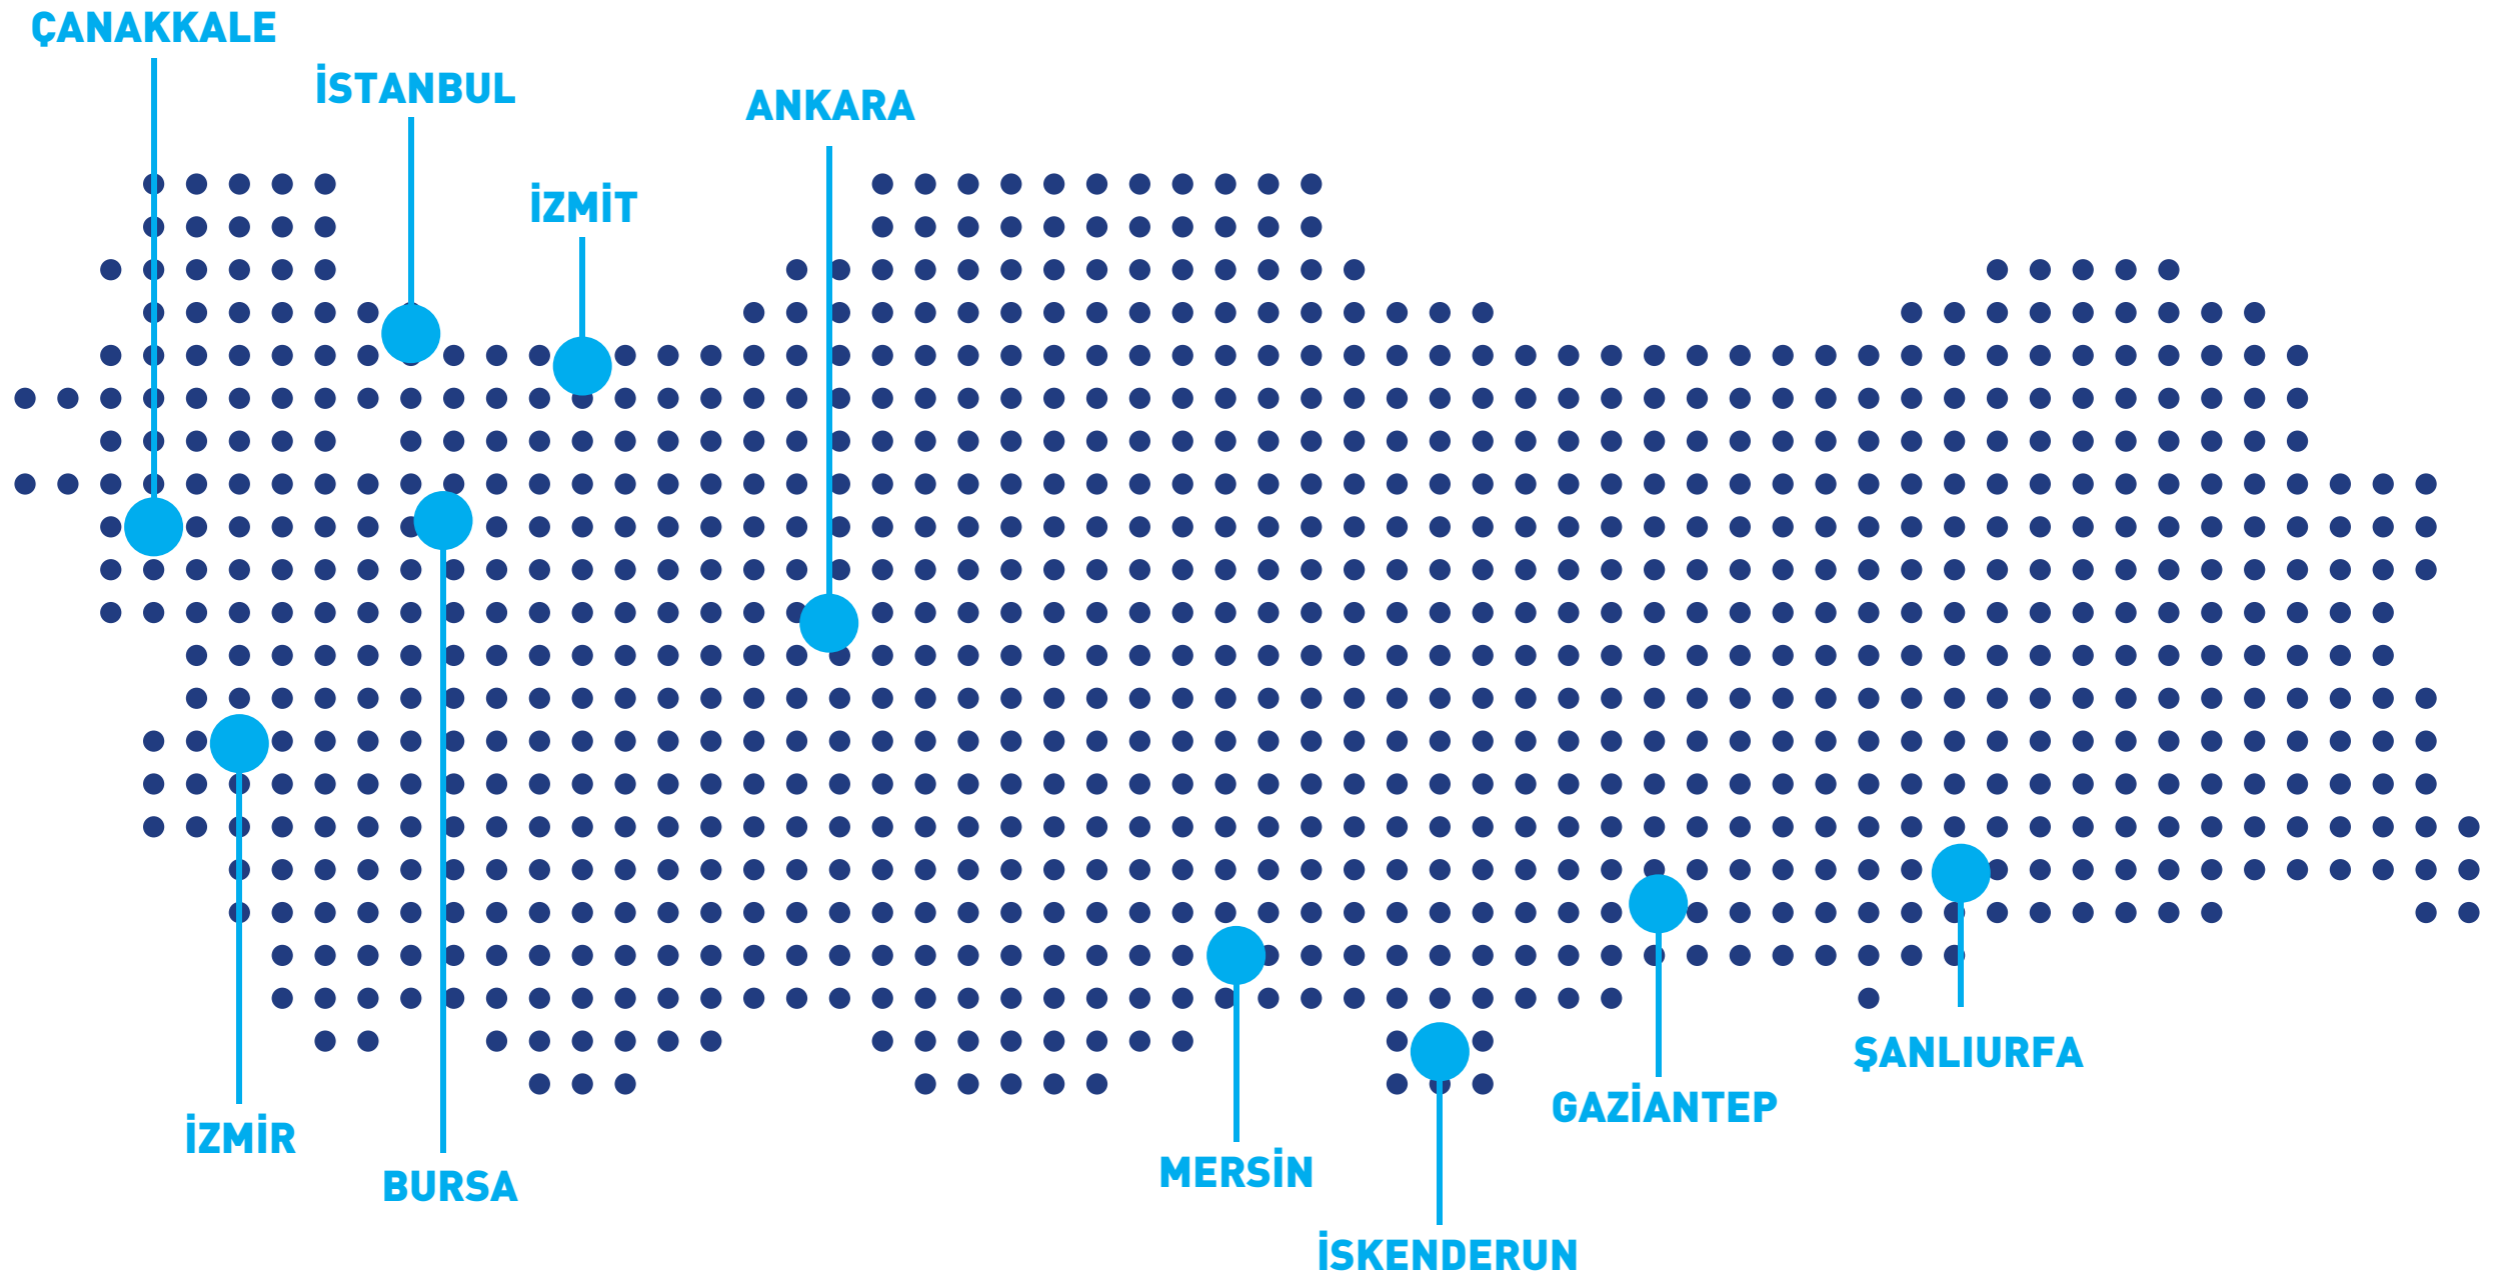 ÇANAKKALE
İSTANBUL
ANKARA
İZMİT
ŞANLIURFA
GAZİANTEP
İZMİR
MERSİN
BURSA
İSKENDERUN